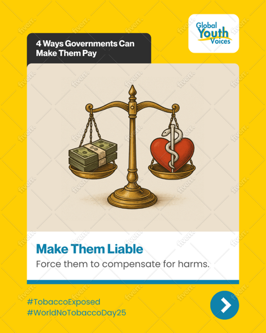 4 Ways Governments Can
Make Them Pay
Global
Youth
Voices
Make Them Liable
Force them to compensate for harms.
#TobaccoExposed
#WorldNoTobaccoDay25